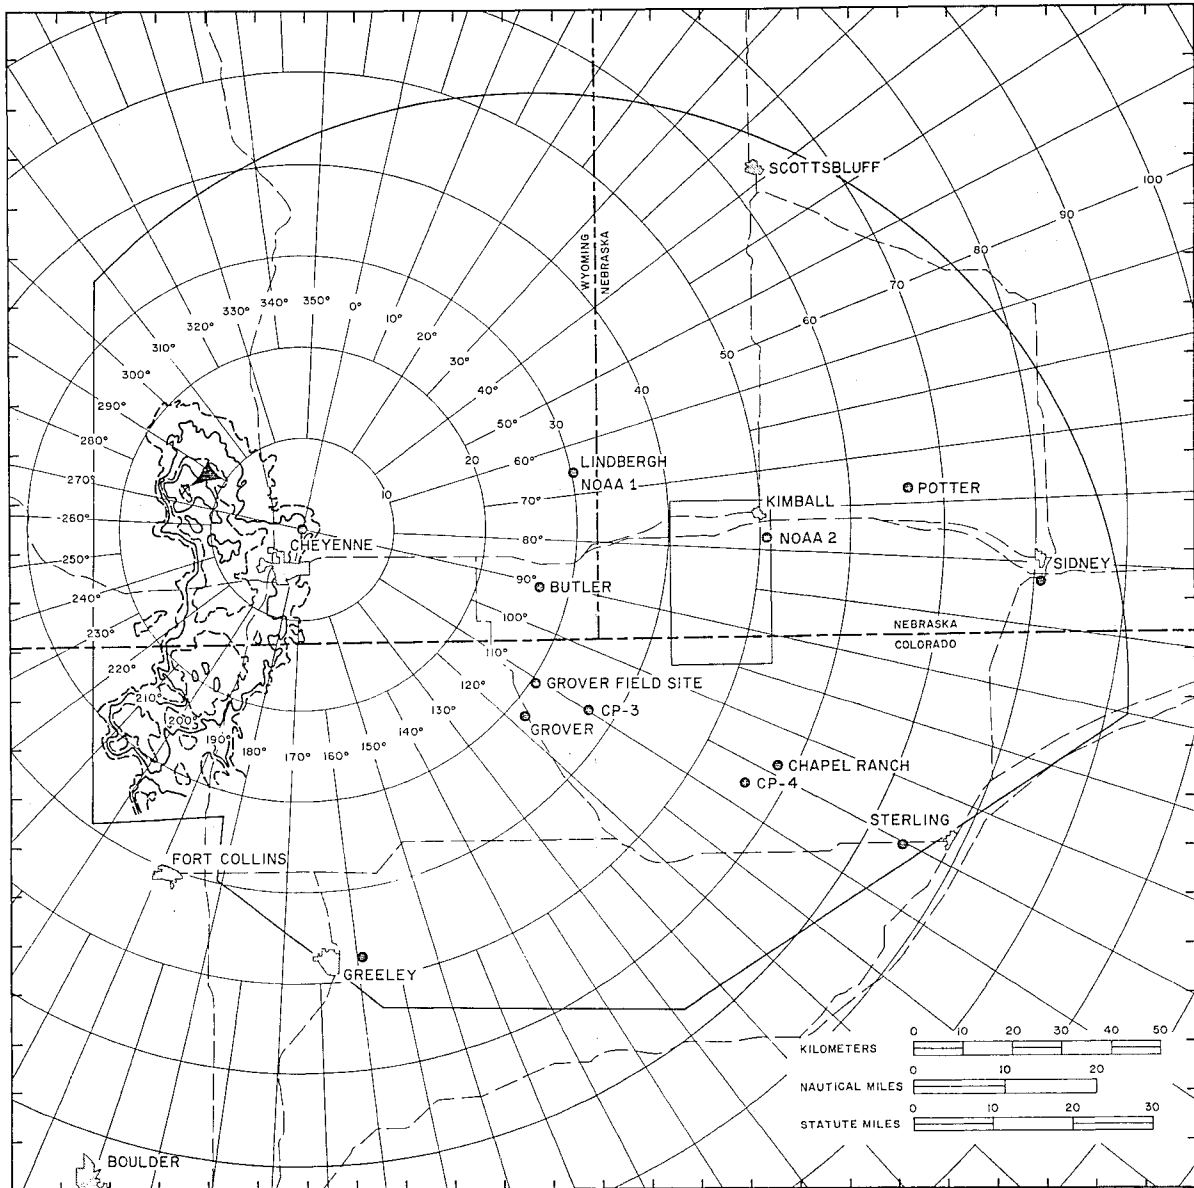 SCOTTSBLUFF
100
90
80
70
60
50
40
30
20
10
WYOMING
NEBRASKA
350°
0°
10°
20°
30°
40°
50°
60°
70°
80°
90°
100°
110°
120°
130°
140°
150°
160°
170°
180°
190°
200°
210°
220°
230°
240°
250°
-260°
270°
280°
290°
300°
310°
320°
330°
340°
LINDBERGH
NOAA 1
KIMBALL
POTTER
NOAA 2
CHEYENNE
SIDNEY
BUTLER
NEBRASKA
COLORADO
GROVER FIELD SITE
CP-3
GROVER
CHAPEL RANCH
CP-4
STERLING
FORT COLLINS
GREELEY
BOULDER
0 10 20 30 40 50
KILOMETERS
0 10 20
NAUTICAL MILES
0 10 20 30
STATUTE MILES